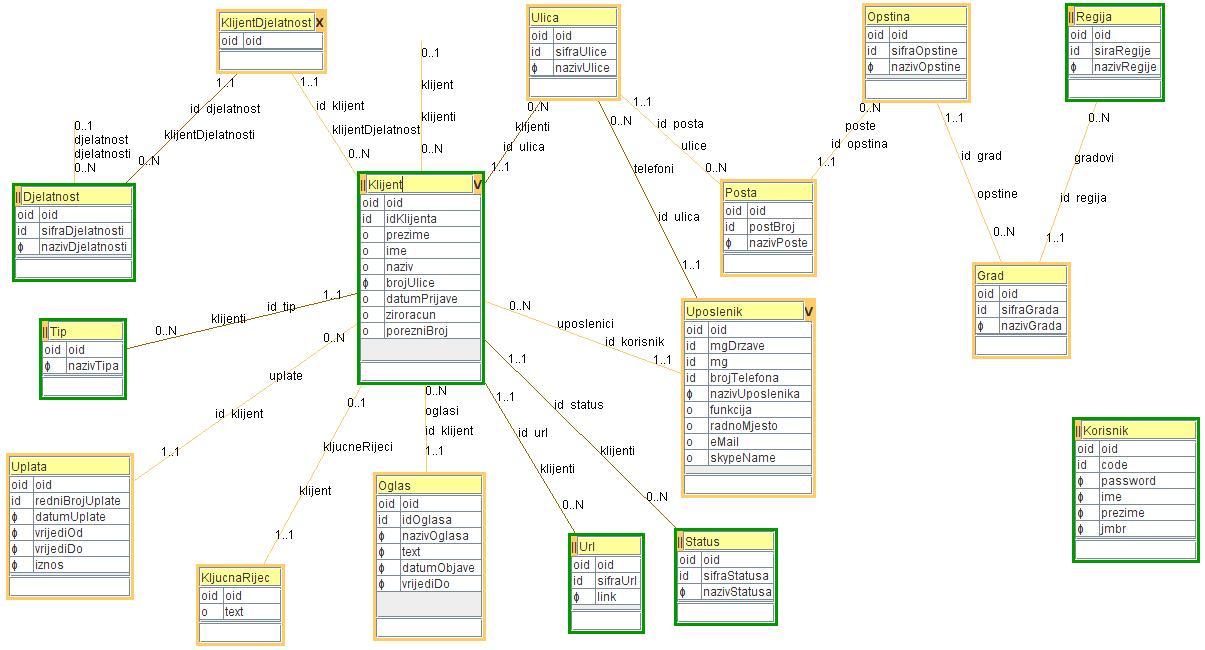 KlijentDjelatnost V
oid oid
Ulica
oid oid
id sifraUlice
ϕ nazivUlice
Opstina
oid oid
id sifraOpstine
ϕ nazivOpstine
|| Regija
oid oid
id siraRegije
ϕ nazivRegije
1..1
id djelatnost
klijentDjelatnosti
0..N
1..1
id klijent
klijentDjelatnost
0..N
0..1
klijent
klijenti
0..N
0..N
klijenti
id ulica
1..1
0..N
telefoni
id ulica
1..1
1..1
id posta
ulice
0..N
0..N
poste
id opstina
1..1
1..1
id grad
opstine
0..N
0..N
gradovi
id regija
1..1
0..1
djelatnost
djelatnosti
0..N
|| Djelatnost
oid oid
id sifraDjelatnosti
ϕ nazivDjelatnosti
|| Klijent V
oid oid
id idKlijenta
o prezime
o ime
o naziv
ϕ brojUlice
o datumPrijave
o ziroracun
o porezniBroj
Posta
oid oid
id postBroj
ϕ nazivPoste
Grad
oid oid
id sifraGrada
ϕ nazivGrada
|| Tip
oid oid
ϕ nazivTipa
1..1
id tip
klijenti
0..N
0..N
uposlenici
id korisnik
1..1
Uposlenik V
oid oid
id mgDrzave
id mg
id brojTelefona
ϕ nazivUposlenika
o funkcija
o radnoMjesto
o eMail
o skypeName
0..N
uplate
id klijent
1..1
0..1
kljucneRijeci
klijent
1..1
0..N
oglasi
id klijent
1..1
1..1
id url
klijenti
0..N
1..1
id status
klijenti
0..N
|| Korisnik
oid oid
id code
ϕ password
ϕ ime
ϕ prezime
ϕ jmbr
Uplata
oid oid
id redniBrojUplate
ϕ datumUplate
ϕ vrijediOd
ϕ vrijediDo
ϕ iznos
KljucnaRijec
oid oid
o text
Oglas
oid oid
id idOglasa
ϕ nazivOglasa
ϕ text
ϕ datumObjave
ϕ vrijediDo
|| Url
oid oid
id sifraUrl
ϕ link
|| Status
oid oid
id sifraStatusa
ϕ nazivStatusa